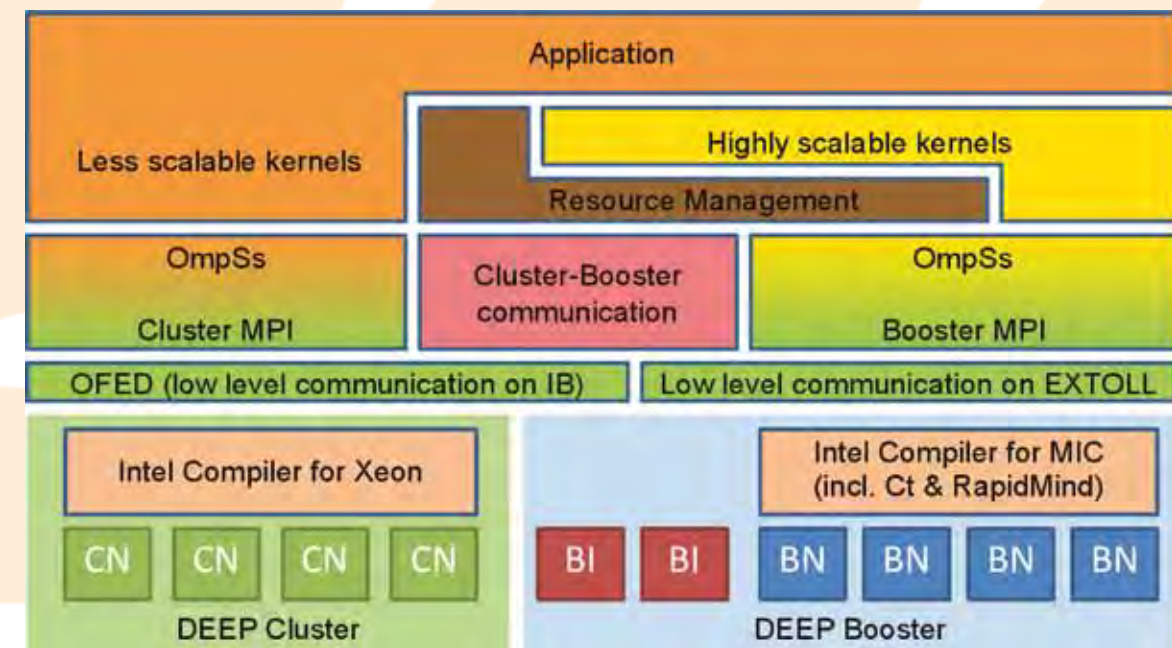 Application
Less scalable kernels
Highly scalable kernels
Resource Management
OmpSs
Cluster MPI
Cluster-Booster
communication
OmpSs
Booster MPI
OFED (low level communication on IB)
Low level communication on EXTOLL
Intel Compiler for Xeon
Intel Compiler for MIC
(incl. Ct & RapidMind)
CN CN CN CN
BI BI
BN BN BN BN
DEEP Cluster
DEEP Booster